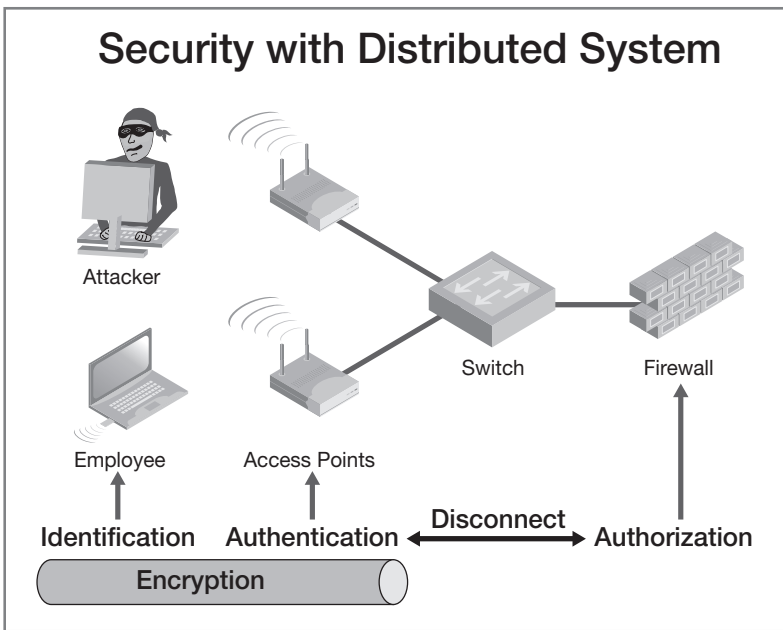 Security with Distributed System
Attacker
Switch
Firewall
Employee
Access Points
Disconnect
Identification
Authentication
Authorization
Encryption